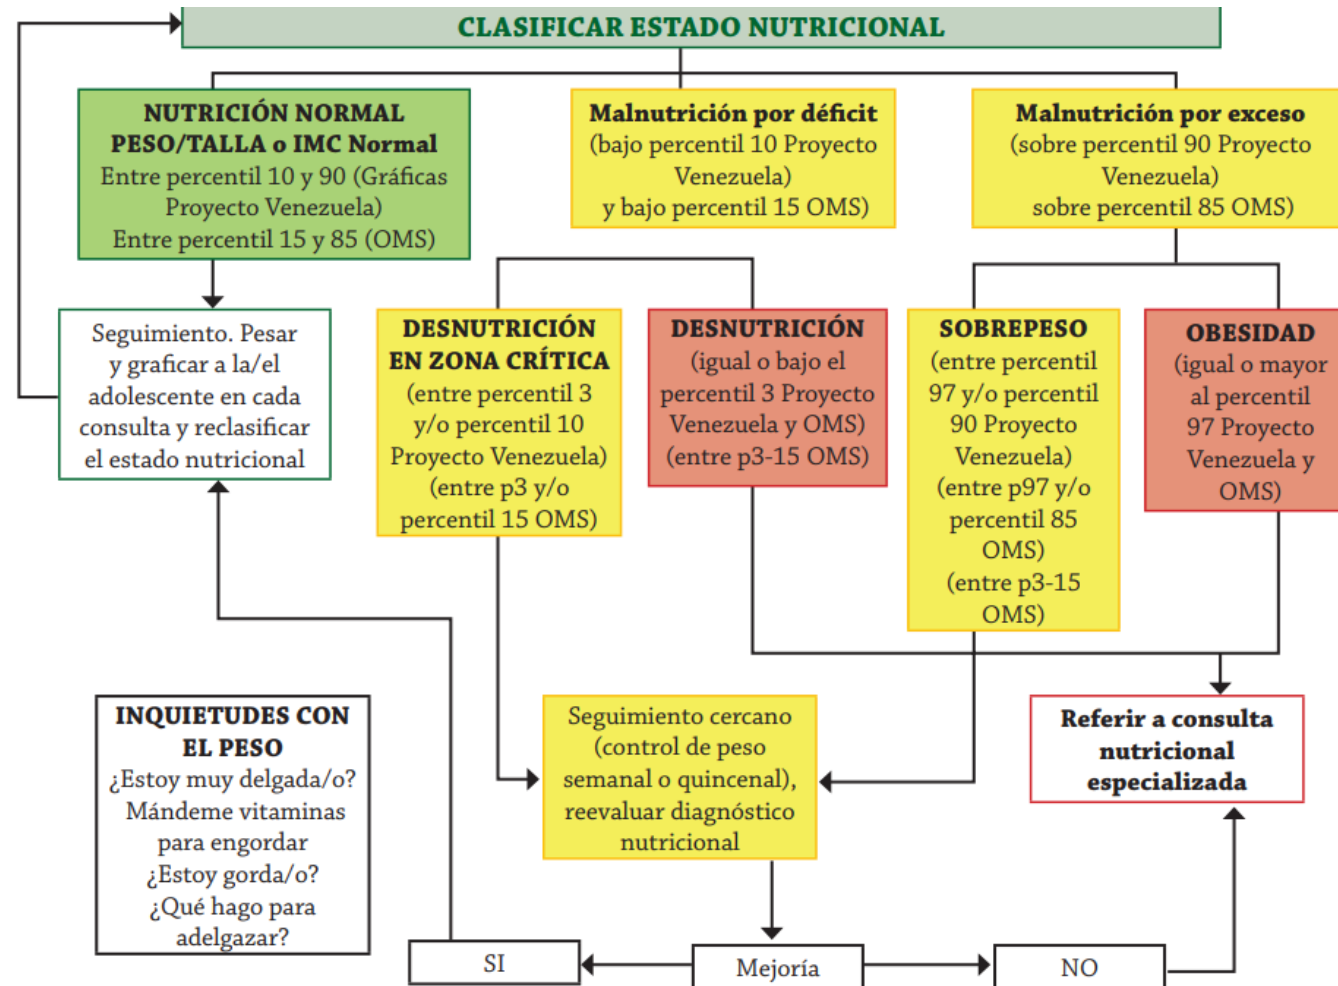 CLASIFICAR ESTADO NUTRICIONAL
NUTRICIÓN NORMAL
PESO/TALLA o IMC Normal
Entre percentil 10 y 90 (Gráficas
Proyecto Venezuela)
Entre percentil 15 y 85 (OMS)
Malnutrición por déficit
(bajo percentil 10 Proyecto
Venezuela)
y bajo percentil 15 OMS)
Malnutrición por exceso
(sobre percentil 90 Proyecto
Venezuela)
sobre percentil 85 OMS)
Seguimiento. Pesar
y graficar a la/el
adolescente en cada
consulta y reclasificar
el estado nutricional
DESNUTRICIÓN
EN ZONA CRÍTICA
(entre percentil 3
y/o percentil 10
Proyecto Venezuela)
(entre p3 y/o
percentil 15 OMS)
DESNUTRICIÓN
(igual o bajo el
percentil 3 Proyecto
Venezuela y OMS)
(entre p3-15 OMS)
SOBREPESO
(entre percentil
97 y/o percentil
90 Proyecto
Venezuela)
(entre p97 y/o
percentil 85
OMS)
(entre p3-15
OMS)
OBESIDAD
(igual o mayor
al percentil
97 Proyecto
Venezuela y
OMS)
INQUIETUDES CON
EL PESO
¿Estoy muy delgada/o?
Mándeme vitaminas
para engordar
¿Estoy gorda/o?
¿Qué hago para
adelgazar?
Seguimiento cercano
(control de peso
semanal o quincenal),
reevaluar diagnóstico
nutricional
Referir a consulta
nutricional
especializada
SI
Mejoría
NO